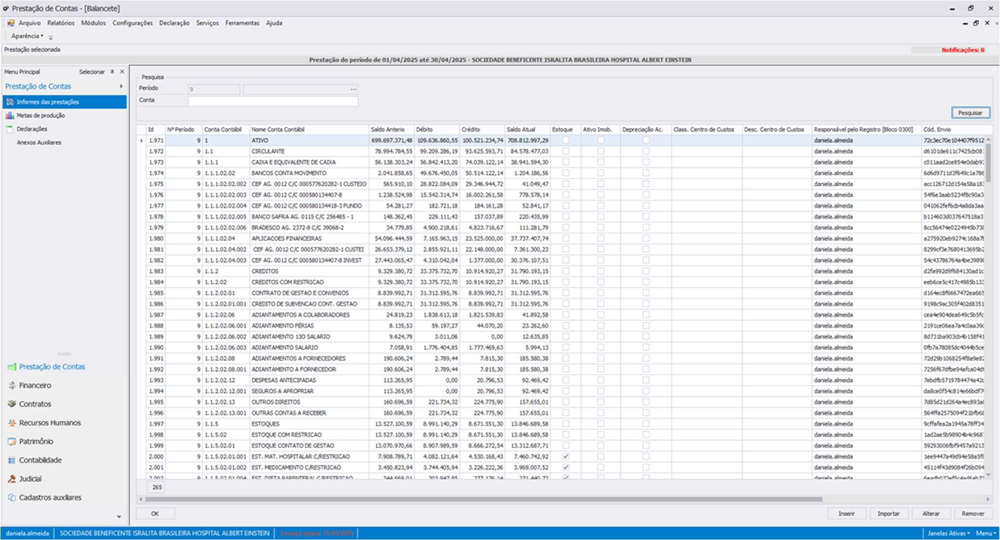 Prestação de Contas - [Balancete]
Arquivo Relatórios Módulos Configurações Declaração Serviços Ferramentas Ajuda
Aparência
Prestação selecionada
Notificações: 0
Prestação do período de 01/04/2025 até 30/04/2025 - SOCIEDADE BENEFICENTE ISRALITA BRASILEIRA HOSPITAL ALBERT EINSTEIN
Menu Principal Selecionar
Prestação de Contas
Informes das prestações
Metas de produção
Declarações
Anexos Auxiliares
Prestação de Contas
Financeiro
Contratos
Recursos Humanos
Patrimônio
Contabilidade
Judicial
Cadastros auxiliares
Pesquisa
Período 9 ...
Conta
Pesquisar
Id Nº Período Conta Contábil Nome Conta Contábil Saldo Anterio Débito Crédito Saldo Atual Estoque Ativo Imob. Depreciação Ac. Class. Centro de Custos Desc. Centro de Custos Responsável pelo Registro [Bloco 0300] Cód. Envio
1.971 9 1 ATIVO 699.697.371,48 109.636.860,55 100.521.234,74 708.812.997,29 daniela.almeida 72c3ec70e104407f9512
1.972 9 1.1 CIRCULANTE 78.994.784,55 99.209.286,19 93.625.593,71 84.578.477,03 daniela.almeida d6101de611c7425cb081
1.973 9 1.1.1 CAIXA E EQUIVALENTE DE CAIXA 56.138.303,24 56.842.413,20 74.039.122,14 38.941.594,30 daniela.almeida c011aad2ce854e0dab93
1.974 9 1.1.1.02.02 BANCOS CONTA MOVIMENTO 2.041.858,65 49.676.450,05 50.514.122,14 1.204.186,56 daniela.almeida 6d6d9711d3f649c1a786
1.975 9 1.1.1.02.02.002 CEF AG. 0012 C/C 000577620282-1 CUSTEIO 565.910,10 28.822.084,09 29.346.944,72 41.049,47 daniela.almeida acc126712d154a58a183
1.976 9 1.1.1.02.02.003 CEF AG. 0012 C/C 000580134407-8 1.238.524,98 15.542.314,74 16.002.261,58 778.578,14 daniela.almeida 54f6e3aab5234f8c90a3
1.977 9 1.1.1.02.02.004 CEF AG. 0012 C/C 000580134418-3 FUNDO 54.281,27 182.721,18 184.161,28 52.841,17 daniela.almeida 041062fef6cb4a8da3aa
1.978 9 1.1.1.02.02.005 BANCO SAFRA AG. 0115 C/C 256485 - 1 148.362,45 229.111,43 157.037,89 220.435,99 daniela.almeida b114603d037647518a3
1.979 9 1.1.1.02.02.006 BRADESCO AG. 2372-8 C/C 39068-2 34.779,85 4.900.218,61 4.823.716,67 111.281,79 daniela.almeida 8cc56474e0224945b738
1.980 9 1.1.1.02.04 APLICACOES FINANCEIRAS 54.096.444,59 7.165.963,15 23.525.000,00 37.737.407,74 daniela.almeida a275920eb9274c168a7b
1.981 9 1.1.1.02.04.002 CEF AG. 0012 C/C 000577620282-1 CUSTEI 26.653.379,12 2.855.921,11 22.148.000,00 7.361.300,23 daniela.almeida 8299cf3e7680413695b2
1.982 9 1.1.1.02.04.003 CEF AG. 0012 C/C 000580134407-8 INVEST 27.443.065,47 4.310.042,04 1.377.000,00 30.376.107,51 daniela.almeida 54c43786764a4be39898
1.983 9 1.1.2 CREDITOS 9.329.380,72 33.375.732,70 10.914.920,27 31.790.193,15 daniela.almeida d2fa992d9f684130ad1c
1.984 9 1.1.2.02 CREDITOS COM RESTRICAO 9.329.380,72 33.375.732,70 10.914.920,27 31.790.193,15 daniela.almeida eeb6ce5c417c4985b133
1.985 9 1.1.2.02.01 CONTRATO DE GESTAO E CONVENIOS 8.839.992,71 31.312.595,76 8.839.992,71 31.312.595,76 daniela.almeida d164ec8f6667472ea665
1.986 9 1.1.2.02.01.001 CREDITO DE SUBVENCAO CONT. GESTAO 8.839.992,71 31.312.595,76 8.839.992,71 31.312.595,76 daniela.almeida 9198c9ac305f402d8351
1.987 9 1.1.2.02.06 ADIANTAMENTOS A COLABORADORES 24.819,23 1.838.613,18 1.821.539,83 41.892,58 daniela.almeida cea4e904dea649c5b5fc
1.988 9 1.1.2.02.06.001 ADIANTAMENTO FÉRIAS 8.135,53 59.197,27 44.070,20 23.262,60 daniela.almeida 2191ce06ea7a4c0aa39c
1.989 9 1.1.2.02.06.002 ADIANTAMENTO 13O SALARIO 9.624,79 3.011,06 0,00 12.635,85 daniela.almeida 8d731ba903cb4b158f41
1.990 9 1.1.2.02.06.003 ADIANTAMENTO SALARIO 7.058,91 1.776.404,85 1.777.469,63 5.994,13 daniela.almeida 0fb7a78085dc4044b5ce
1.991 9 1.1.2.02.08 ADIANTAMENTOS A FORNECEDORES 190.606,24 2.789,44 7.815,30 185.580,38 daniela.almeida 72d29b1068254f8a9e82
1.992 9 1.1.2.02.08.001 ADIANTAMENTO A FORNECEDOR 190.606,24 2.789,44 7.815,30 185.580,38 daniela.almeida 7256f67dfbe94afca04d
1.993 9 1.1.2.02.12 DESPESAS ANTECIPADAS 113.265,95 0,00 20.796,53 92.469,42 daniela.almeida 7ebdfb5719784474a42c
1.994 9 1.1.2.02.12.001 SEGUROS A APROPRIAR 113.265,95 0,00 20.796,53 92.469,42 daniela.almeida da8ce0f54c814e66bdf7
1.995 9 1.1.2.02.13 OUTROS DIREITOS 160.696,59 221.734,32 224.775,90 157.655,01 daniela.almeida 7d85d21d264a4ec893a8
1.996 9 1.1.2.02.13.001 OUTRAS CONTAS A RECEBER 160.696,59 221.734,32 224.775,90 157.655,01 daniela.almeida 564ffa2575094f21bfb68
1.997 9 1.1.5 ESTOQUES 13.527.100,59 8.991.140,29 8.671.551,30 13.846.689,58 daniela.almeida 9cffafea2a1945a78ff34
1.998 9 1.1.5.02 ESTOQUE COM RESTRICAO 13.527.100,59 8.991.140,29 8.671.551,30 13.846.689,58 daniela.almeida 1ad2ae5b98904b4c968
1.999 9 1.1.5.02.01 ESTOQUE CONTATO DE GESTAO 13.070.970,66 8.907.989,59 8.666.272,54 13.312.687,71 daniela.almeida 59293006fbf9457a9213
2.000 9 1.1.5.02.01.001 EST. MAT. HOSPITALAR C/RESTRICAO 7.908.789,71 4.082.121,64 4.530.168,43 7.460.742,92 daniela.almeida 1ee9447a49d94e58a5f8
2.001 9 1.1.5.02.01.002 EST. MEDICAMENTO C/RESTRICAO 3.450.823,94 3.744.405,94 3.226.222,36 3.969.007,52 daniela.almeida 45114f43d9084f26b094
2.002 9 1.1.5.02.01.004 EST. DIETA PARENTERAL C/RESTRICAO 344.669,01 203.947,85 277.176,14 271.440,72 daniela.almeida
265
OK Inserir Importar Alterar Remover
daniela.almeida SOCIEDADE BENEFICENTE ISRALITA BRASILEIRA HOSPITAL ALBERT EINSTEIN Licença expira: 15/05/2025 Janelas Ativas Menu